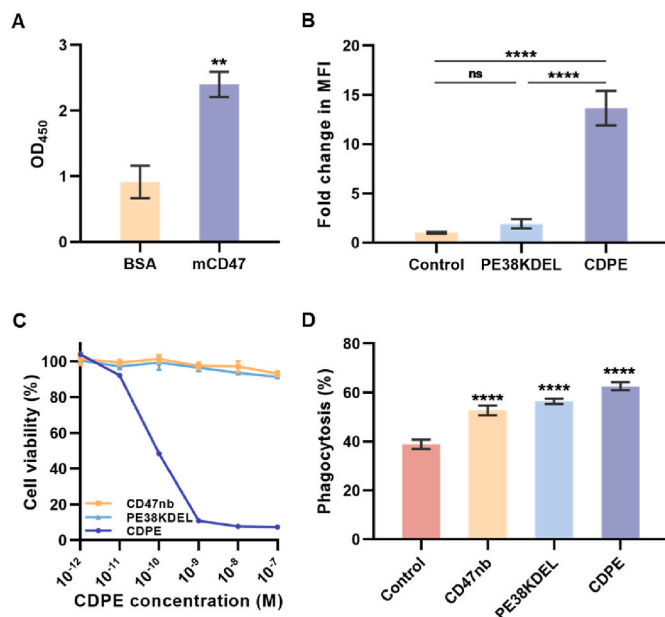 A
OD450
3
2
1
0
**
BSA
mCD47
B
Fold change in MFI
20
15
10
5
0
****
ns
****
Control
PE38KDEL
CDPE
C
Cell viability (%)
100
80
60
40
20
0
CD47nb
PE38KDEL
CDPE
10-12
10-11
10-10
10-9
10-8
10-7
CDPE concentration (M)
D
Phagocytosis (%)
80
60
40
20
0
****
****
****
Control
CD47nb
PE38KDEL
CDPE